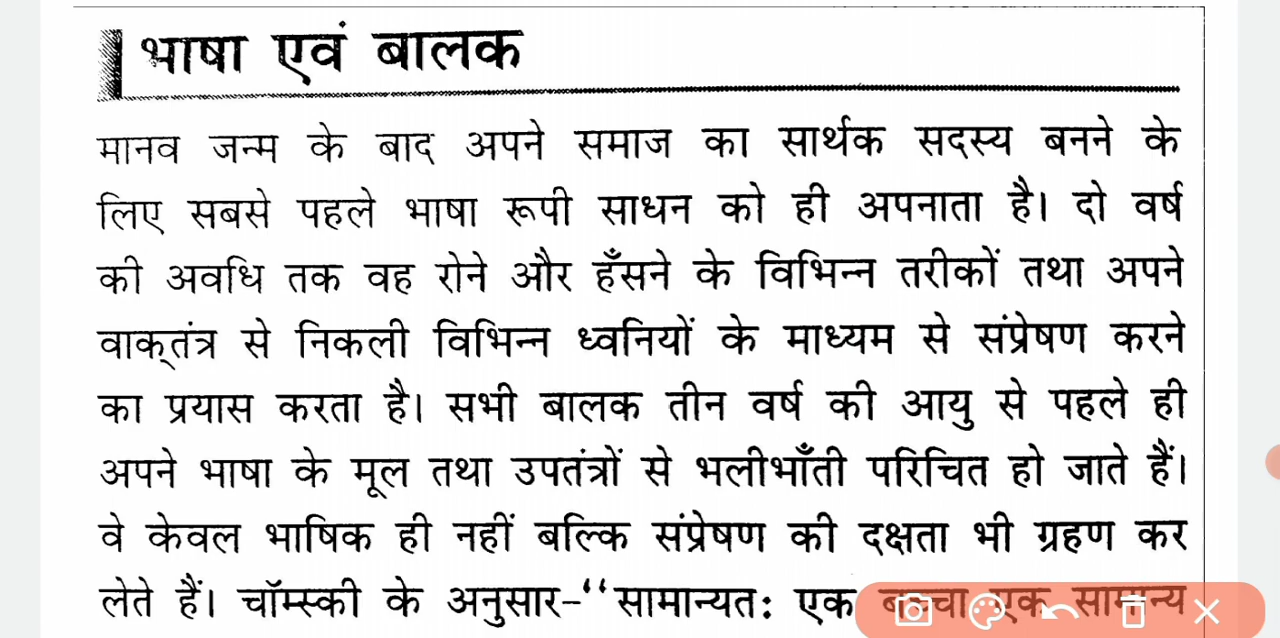 भाषा एवं बालक
मानव जन्म के बाद अपने समाज का सार्थक सदस्य बनने के
लिए सबसे पहले भाषा रूपी साधन को ही अपनाता है। दो वर्ष
की अवधि तक वह रोने और हँसने के विभिन्न तरीकों तथा अपने
वाक्‌तंत्र से निकली विभिन्न ध्वनियों के माध्यम से संप्रेषण करने
का प्रयास करता है। सभी बालक तीन वर्ष की आयु से पहले ही
अपने भाषा के मूल तथा उपतंत्रों से भलीभाँती परिचित हो जाते हैं।
वे केवल भाषिक ही नहीं बल्कि संप्रेषण की दक्षता भी ग्रहण कर
लेते हैं। चॉम्स्की के अनुसार-“सामान्यत: एक बच्चा एक सामान्य